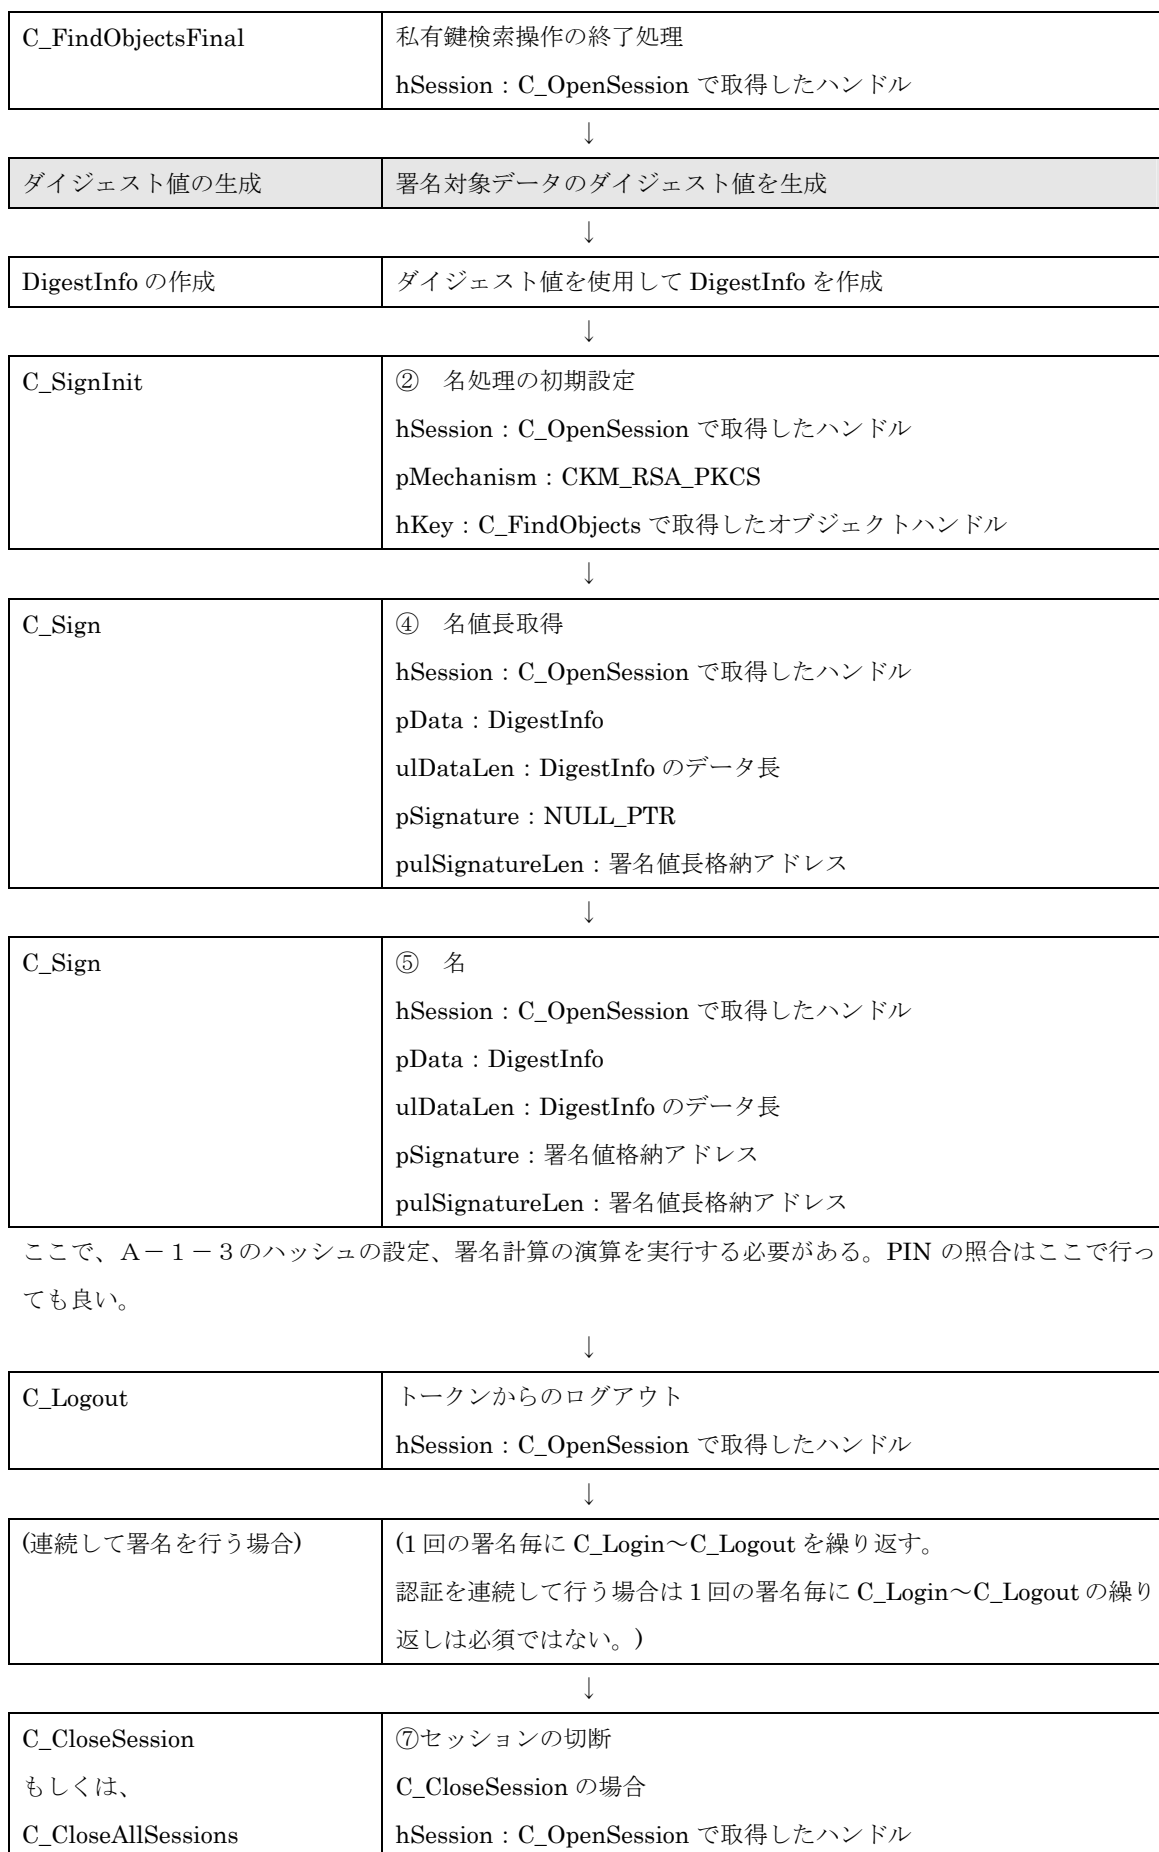 C_FindObjectsFinal
私有鍵検索操作の終了処理
hSession：C_OpenSession で取得したハンドル
↓
ダイジェスト値の生成
署名対象データのダイジェスト値を生成
↓
DigestInfo の作成
ダイジェスト値を使用して DigestInfo を作成
↓
C_SignInit
②　名処理の初期設定
hSession：C_OpenSession で取得したハンドル
pMechanism：CKM_RSA_PKCS
hKey：C_FindObjects で取得したオブジェクトハンドル
↓
C_Sign
④　名値長取得
hSession：C_OpenSession で取得したハンドル
pData：DigestInfo
ulDataLen：DigestInfo のデータ長
pSignature：NULL_PTR
pulSignatureLen：署名値長格納アドレス
↓
C_Sign
⑤　名
hSession：C_OpenSession で取得したハンドル
pData：DigestInfo
ulDataLen：DigestInfo のデータ長
pSignature：署名値格納アドレス
pulSignatureLen：署名値長格納アドレス
ここで、Ａ－１－３のハッシュの設定、署名計算の演算を実行する必要がある。PIN の照合はここで行っ
ても良い。
↓
C_Logout
トークンからのログアウト
hSession：C_OpenSession で取得したハンドル
↓
(連続して署名を行う場合)
(1 回の署名毎に C_Login～C_Logout を繰り返す。
認証を連続して行う場合は１回の署名毎に C_Login～C_Logout の繰り
返しは必須ではない。)
↓
C_CloseSession
もしくは、
C_CloseAllSessions
⑦セッションの切断
C_CloseSession の場合
hSession：C_OpenSession で取得したハンドル